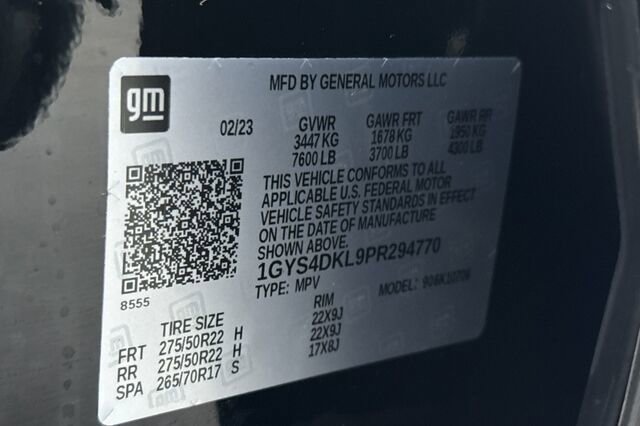 gm
MFD BY GENERAL MOTORS LLC
02/23 GVWR GAWR FRT GAWR RR
3447 KG 1678 KG 1950 KG
7600 LB 3700 LB 4300 LB
THIS VEHICLE CONFORMS TO ALL
APPLICABLE U.S. FEDERAL MOTOR
VEHICLE SAFETY STANDARDS IN EFFECT
ON THE DATE OF MANUFACTURE
SHOWN ABOVE.
1GYS4DKL9PR294770
8555
TYPE: MPV MODEL:
TIRE SIZE RIM
FRT 275/50R22 H 22X9J
RR 275/50R22 H 22X9J
SPA 265/70R17 S 17X8J